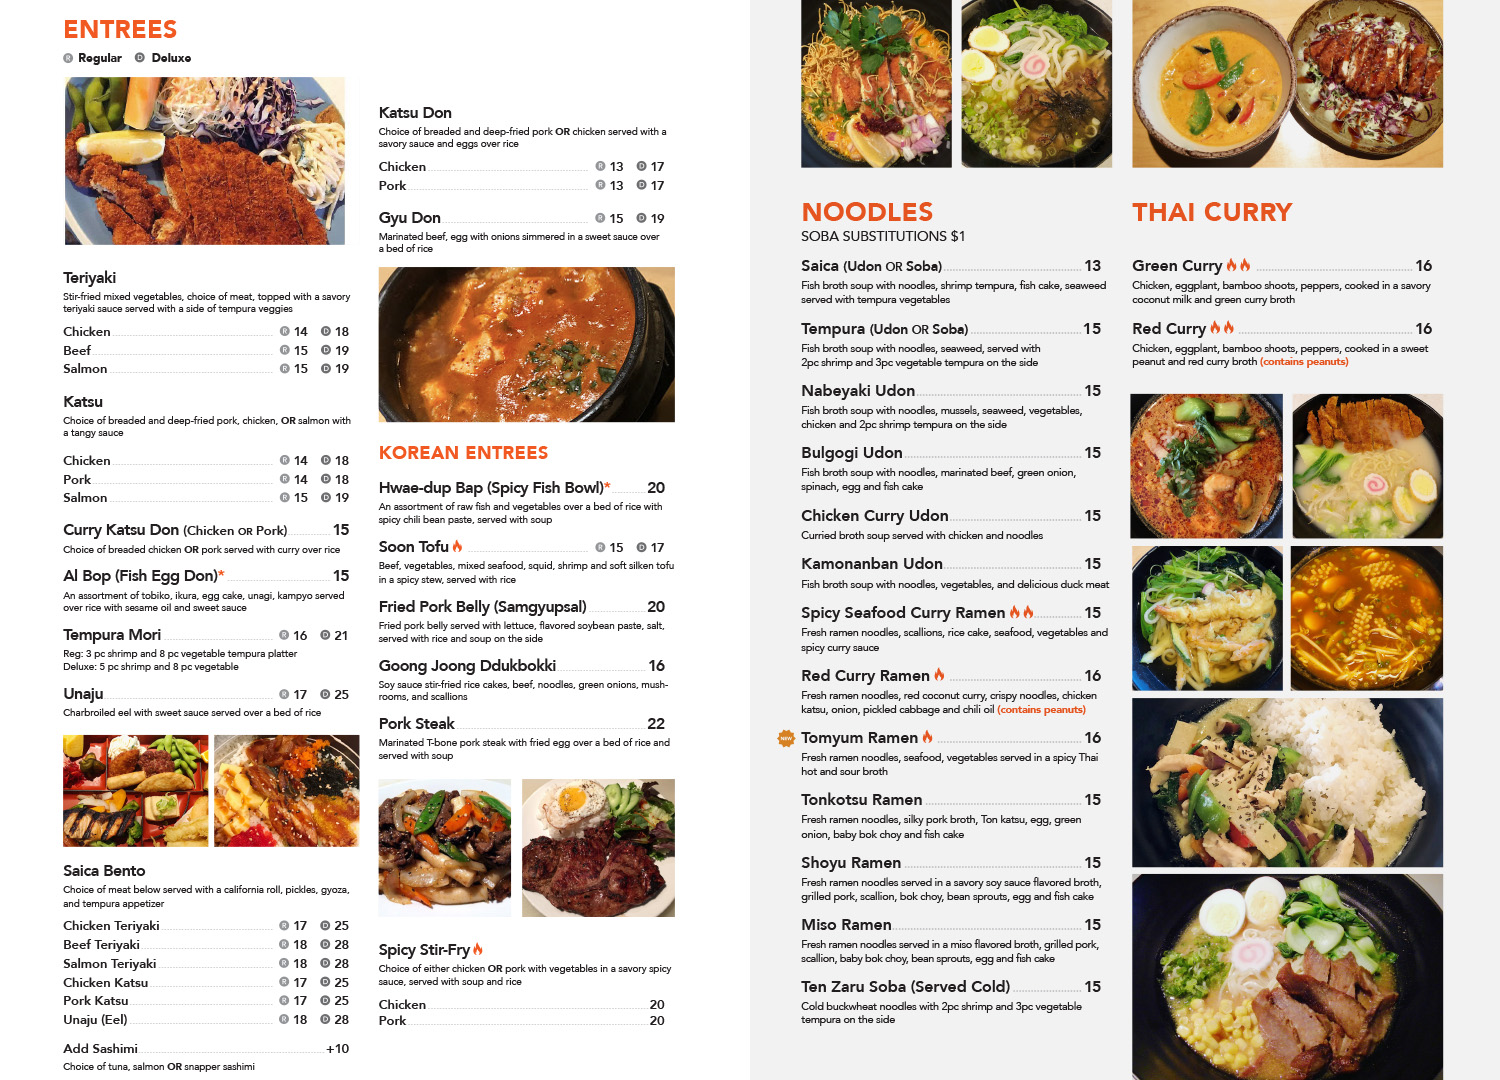 ENTREES
R Regular D Deluxe
Teriyaki
Stir-fried mixed vegetables, choice of meat, topped with a savory
teriyaki sauce served with a side of tempura veggies
Chicken R 14 D 18
Beef R 15 D 19
Salmon R 15 D 19
Katsu
Choice of breaded and deep-fried pork, chicken, OR salmon with
a tangy sauce
Chicken R 14 D 18
Pork R 14 D 18
Salmon R 15 D 19
Curry Katsu Don (Chicken OR Pork) 15
Choice of breaded chicken OR pork served with curry over rice
Al Bop (Fish Egg Don)* 15
An assortment of tobiko, ikura, egg cake, unagi, kampyo served
over rice with sesame oil and sweet sauce
Tempura Mori R 16 D 21
Reg: 3 pc shrimp and 8 pc vegetable tempura platter
Deluxe: 5 pc shrimp and 8 pc vegetable
Unaju R 17 D 25
Charbroiled eel with sweet sauce served over a bed of rice
Saica Bento
Choice of meat below served with a california roll, pickles, gyoza,
and tempura appetizer
Chicken Teriyaki R 17 D 25
Beef Teriyaki R 18 D 28
Salmon Teriyaki R 18 D 28
Chicken Katsu R 17 D 25
Pork Katsu R 17 D 25
Unaju (Eel) R 18 D 28
Add Sashimi +10
Choice of tuna, salmon OR snapper sashimi
Katsu Don
Choice of breaded and deep-fried pork OR chicken served with a
savory sauce and eggs over rice
Chicken R 13 D 17
Pork R 13 D 17
Gyu Don R 15 D 19
Marinated beef, egg with onions simmered in a sweet sauce over
a bed of rice
KOREAN ENTREES
Hwae-dup Bap (Spicy Fish Bowl)* 20
An assortment of raw fish and vegetables over a bed of rice with
spicy chili bean paste, served with soup
Soon Tofu R 15 D 17
Beef, vegetables, mixed seafood, squid, shrimp and soft silken tofu
in a spicy stew, served with rice
Fried Pork Belly (Samgyupsal) 20
Fried pork belly served with lettuce, flavored soybean paste, salt,
served with rice and soup on the side
Goong Joong Ddukbokki 16
Soy sauce stir-fried rice cakes, beef, noodles, green onions, mush-
rooms, and scallions
Pork Steak 22
Marinated T-bone pork steak with fried egg over a bed of rice and
served with soup
Spicy Stir-Fry
Choice of either chicken OR pork with vegetables in a savory spicy
sauce, served with soup and rice
Chicken 20
Pork 20
NOODLES
SOBA SUBSTITUTIONS $1
Saica (Udon OR Soba) 13
Fish broth soup with noodles, shrimp tempura, fish cake, seaweed
served with tempura vegetables
Tempura (Udon OR Soba) 15
Fish broth soup with noodles, seaweed, served with
2pc shrimp and 3pc vegetable tempura on the side
Nabeyaki Udon 15
Fish broth soup with noodles, mussels, seaweed, vegetables,
chicken and 2pc shrimp tempura on the side
Bulgogi Udon 15
Fish broth soup with noodles, marinated beef, green onion,
spinach, egg and fish cake
Chicken Curry Udon 15
Curried broth soup served with chicken and noodles
Kamonanban Udon 15
Fish broth soup with noodles, vegetables, and delicious duck meat
Spicy Seafood Curry Ramen 15
Fresh ramen noodles, scallions, rice cake, seafood, vegetables and
spicy curry sauce
Red Curry Ramen 16
Fresh ramen noodles, red coconut curry, crispy noodles, chicken
katsu, onion, pickled cabbage and chili oil (contains peanuts)
NEW Tomyum Ramen 16
Fresh ramen noodles, seafood, vegetables served in a spicy Thai
hot and sour broth
Tonkotsu Ramen 15
Fresh ramen noodles, silky pork broth, Ton katsu, egg, green
onion, baby bok choy and fish cake
Shoyu Ramen 15
Fresh ramen noodles served in a savory soy sauce flavored broth,
grilled pork, scallion, bok choy, bean sprouts, egg and fish cake
Miso Ramen 15
Fresh ramen noodles served in a miso flavored broth, grilled pork,
scallion, baby bok choy, bean sprouts, egg and fish cake
Ten Zaru Soba (Served Cold) 15
Cold buckwheat noodles with 2pc shrimp and 3pc vegetable
tempura on the side
THAI CURRY
Green Curry 16
Chicken, eggplant, bamboo shoots, peppers, cooked in a savory
coconut milk and green curry broth
Red Curry 16
Chicken, eggplant, bamboo shoots, peppers, cooked in a sweet
peanut and red curry broth (contains peanuts)